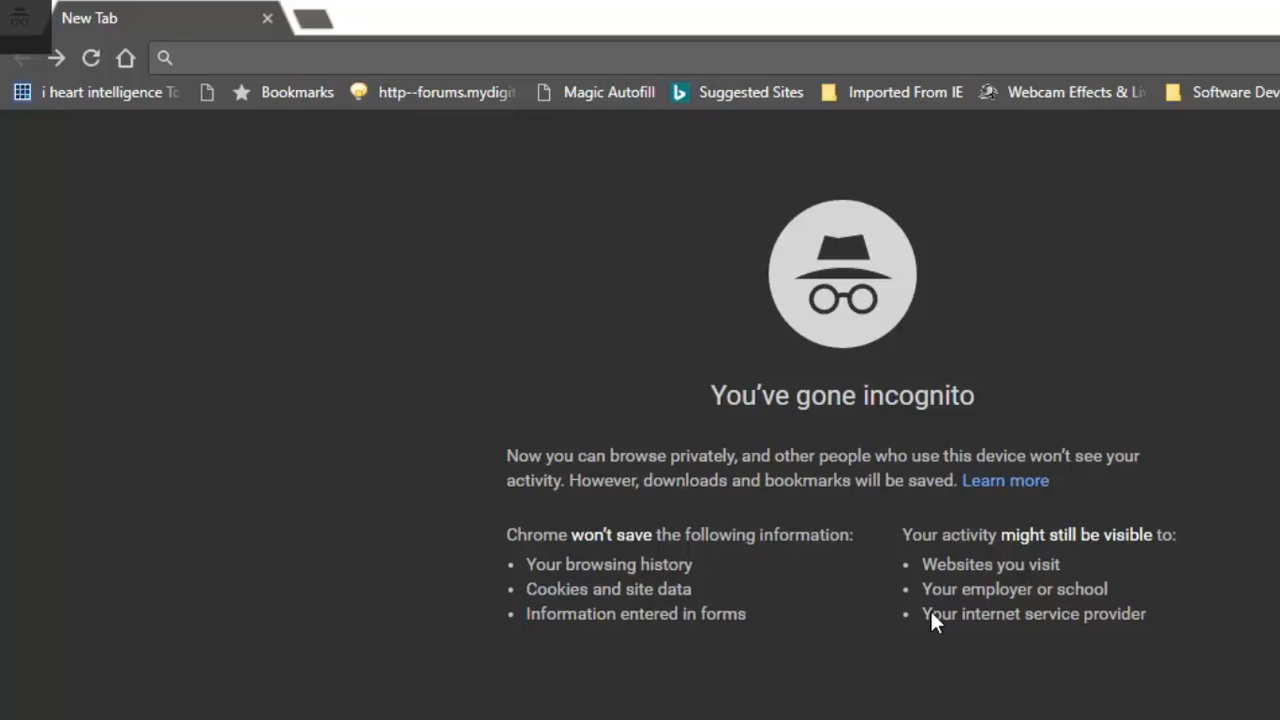 New Tab
i heart intelligence
Bookmarks
http--forums.mydigit
Magic Autofill
Suggested Sites
Imported From IE
Webcam Effects &
Software Dev
You've gone incognito
Now you can browse privately, and other people who use this device won't see your
activity. However, downloads and bookmarks will be saved. Learn more
Chrome won't save the following information:
Your browsing history
Cookies and site data
Information entered in forms
Your activity might still be visible to:
Websites you visit
Your employer or school
Your internet service provider